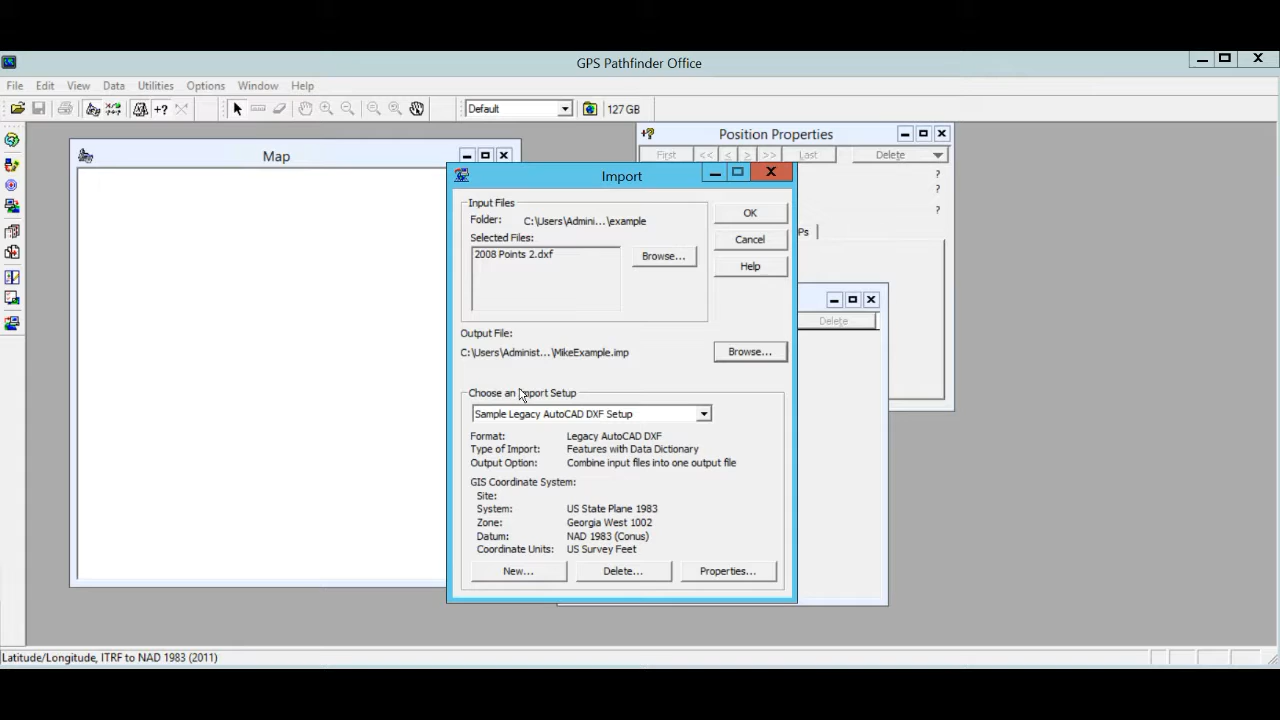 GPS Pathfinder Office
File Edit View Data Utilities Options Window Help
Default 127 GB
Map
Position Properties
First << < > >> Last Delete
?
?
?
Ps
Delete
Import
Input Files
Folder: C:\Users\Admini...\example
Selected Files:
2008 Points 2.dxf
Browse...
OK
Cancel
Help
Output File:
C:\Users\Administ...\MikeExample.imp
Browse...
Choose an Import Setup
Sample Legacy AutoCAD DXF Setup
Format: Legacy AutoCAD DXF
Type of Import: Features with Data Dictionary
Output Option: Combine input files into one output file
GIS Coordinate System:
Site:
System: US State Plane 1983
Zone: Georgia West 1002
Datum: NAD 1983 (Conus)
Coordinate Units: US Survey Feet
New... Delete... Properties...
Latitude/Longitude, ITRF to NAD 1983 (2011)